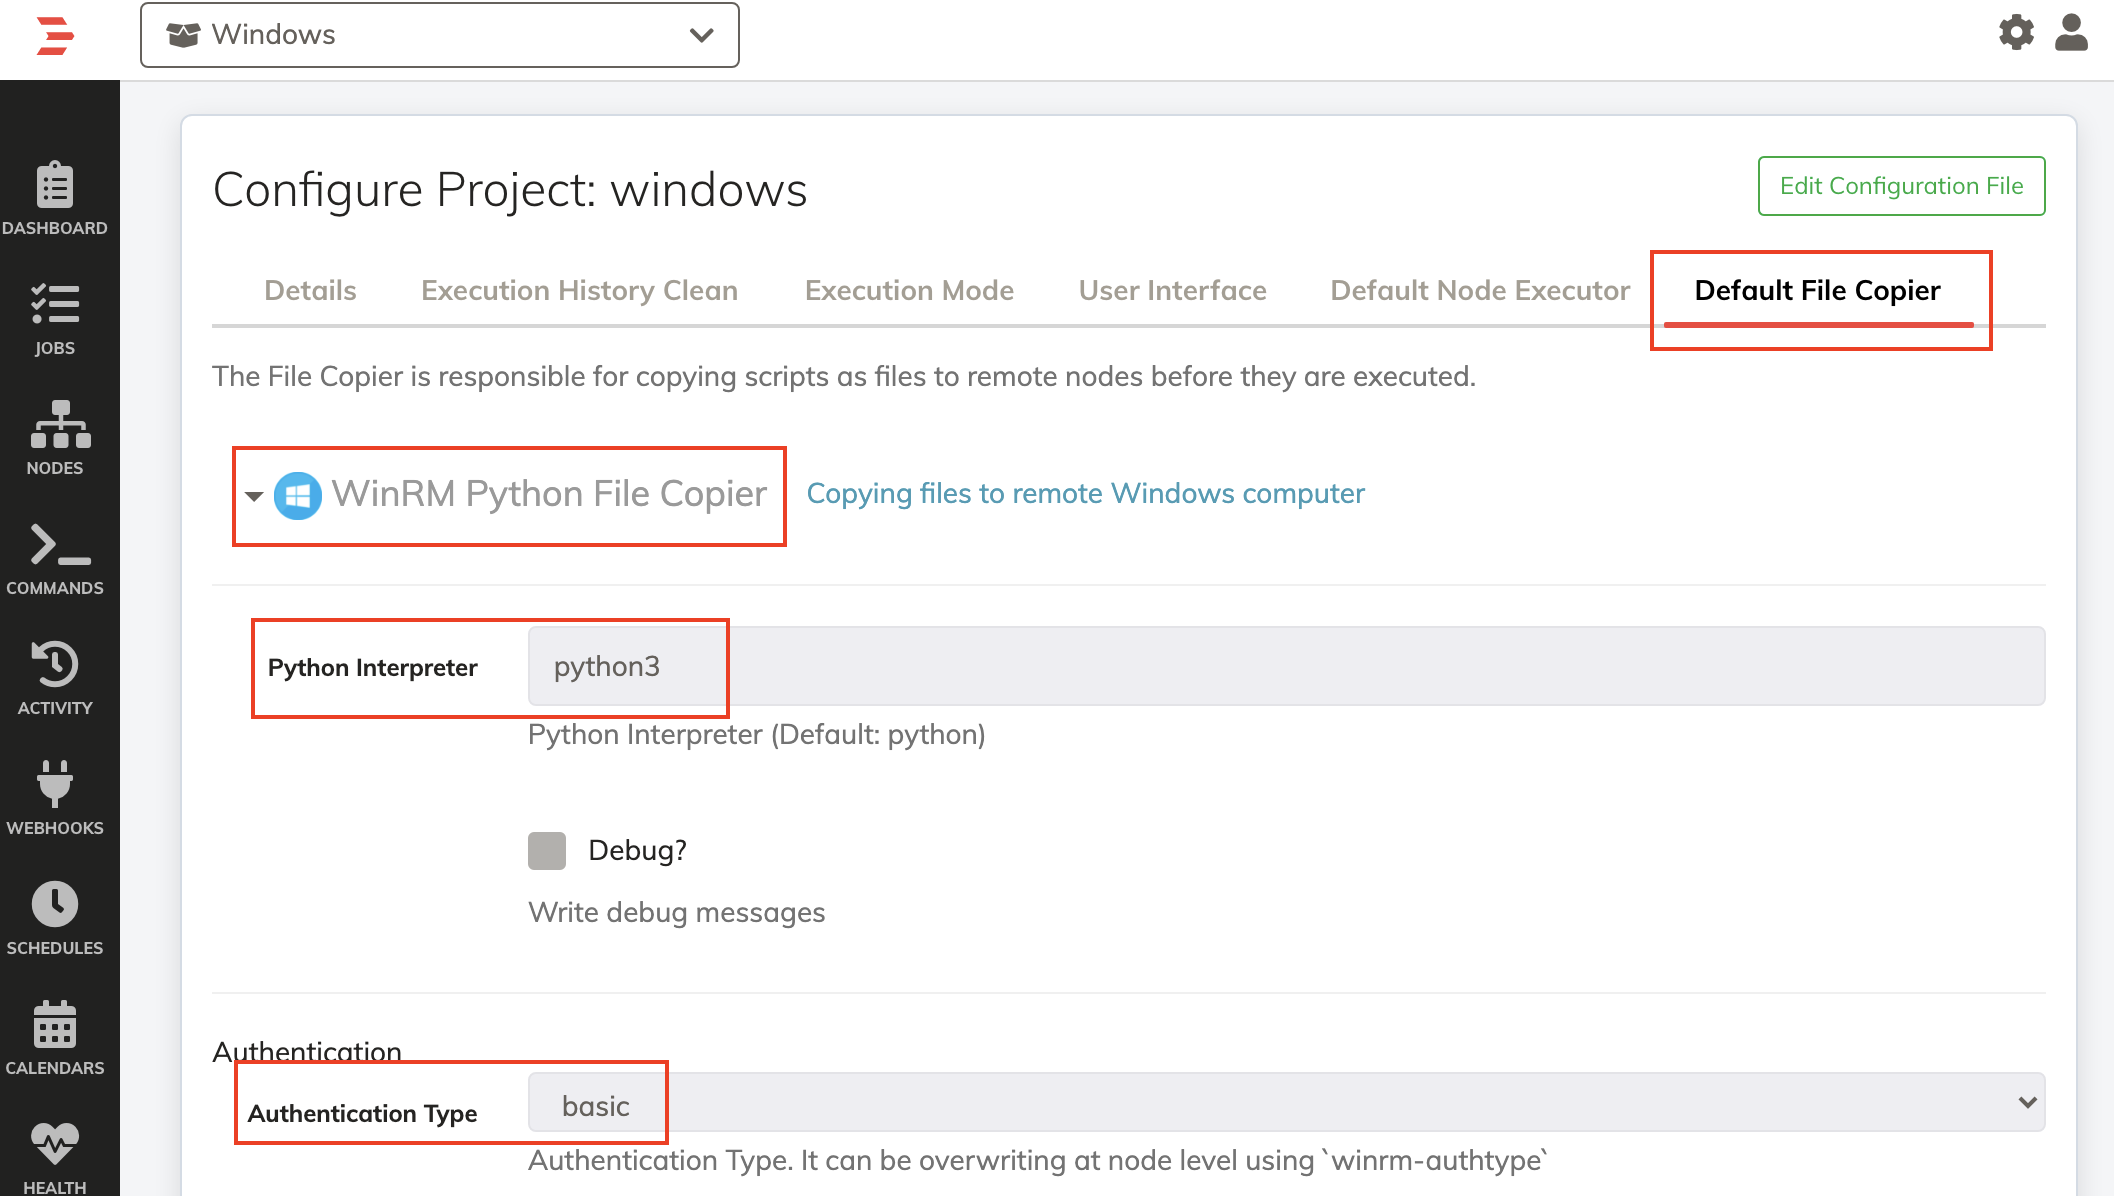 Windows
DASHBOARD
JOBS
NODES
COMMANDS
ACTIVITY
WEBHOOKS
SCHEDULES
CALENDARS
HEALTH
Configure Project: windows
Edit Configuration File
Details Execution History Clean Execution Mode User Interface Default Node Executor Default File Copier
The File Copier is responsible for copying scripts as files to remote nodes before they are executed.
WinRM Python File Copier Copying files to remote Windows computer
Python Interpreter python3
Python Interpreter (Default: python)
Debug?
Write debug messages
Authentication
Authentication Type basic
Authentication Type. It can be overwriting at node level using `winrm-authtype`